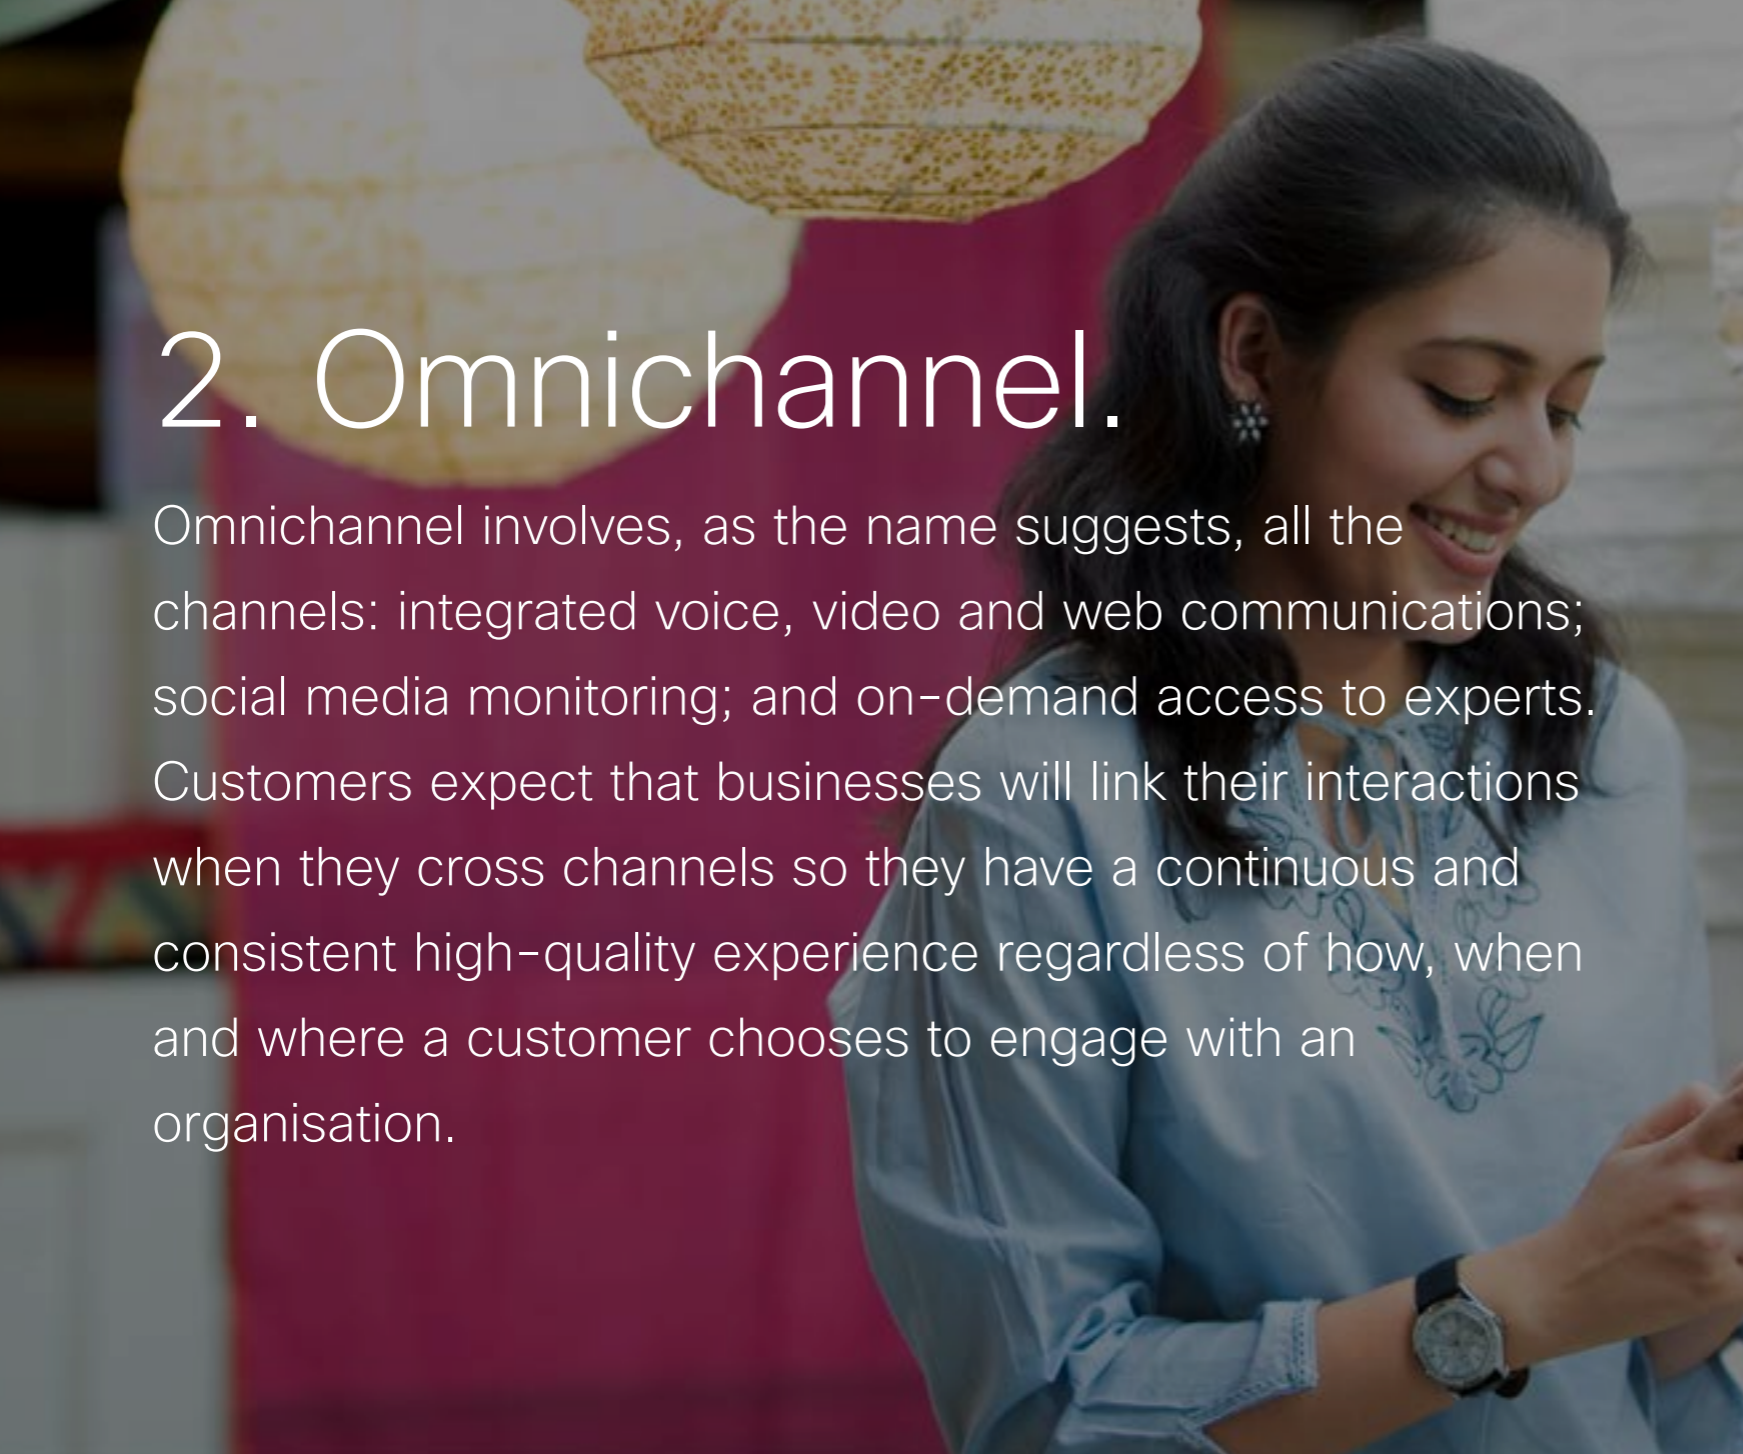 2. Omnichannel.
Omnichannel involves, as the name suggests, all the
channels: integrated voice, video and web communications;
social media monitoring; and on-demand access to experts.
Customers expect that businesses will link their interactions
when they cross channels so they have a continuous and
consistent high-quality experience regardless of how, when
and where a customer chooses to engage with an
organisation.